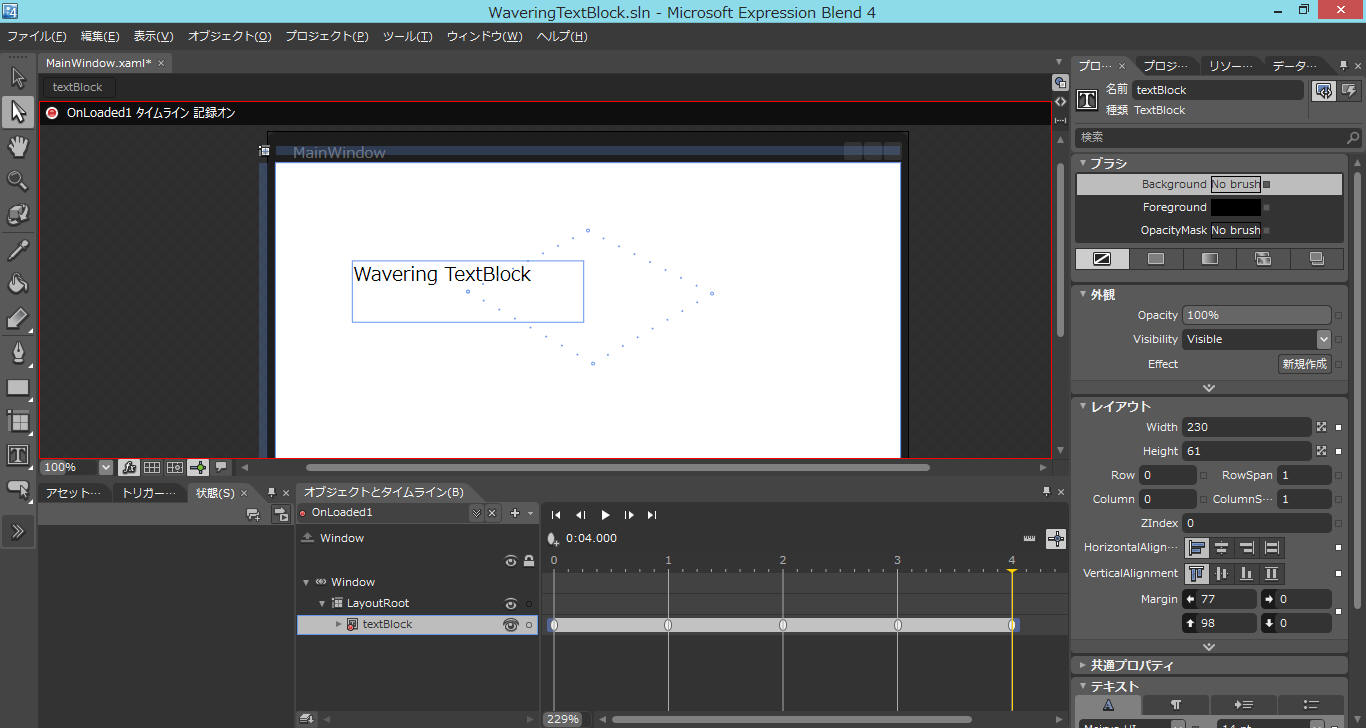 WaveringTextBlock.sln - Microsoft Expression Blend 4
ファイル(F) 編集(E) 表示(V) オブジェクト(O) プロジェクト(P) ツール(T) ウィンドウ(W) ヘルプ(H)
MainWindow.xaml* ×
textBlock
OnLoaded1 タイムライン 記録オン
MainWindow
Wavering TextBlock
100%
アセット… トリガー… 状態(S) ×
オブジェクトとタイムライン(B)
OnLoaded1
Window
0:04.000
0 1 2 3 4
Window
LayoutRoot
textBlock
229%
プロ… × プロジ… リソー… データ…
名前 textBlock
種類 TextBlock
検索
ブラシ
Background No brush
Foreground
OpacityMask No brush
外観
Opacity 100%
Visibility Visible
Effect 新規作成
レイアウト
Width 230
Height 61
Row 0 RowSpan 1
Column 0 ColumnS… 1
ZIndex 0
HorizontalAlign…
VerticalAlignment
Margin 77 0
98 0
共通プロパティ
テキスト